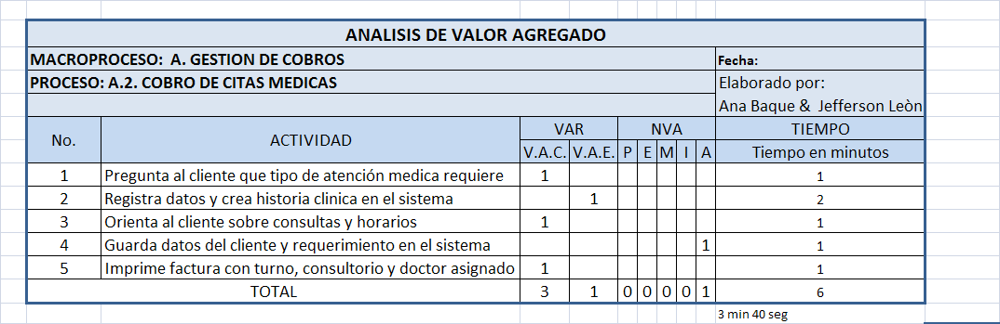 ANALISIS DE VALOR AGREGADO
MACROPROCESO:  A. GESTION DE COBROS Fecha:
PROCESO: A.2. COBRO DE CITAS MEDICAS Elaborado por:
Ana Baque &  Jefferson Leòn
No. ACTIVIDAD VAR NVA TIEMPO
V.A.C. V.A.E. P E M I A Tiempo en minutos
1 Pregunta al cliente que tipo de atención medica requiere 1 1
2 Registra datos y crea historia clinica en el sistema 1 2
3 Orienta al cliente sobre consultas y horarios 1 1
4 Guarda datos del cliente y requerimiento en el sistema 1 1
5 Imprime factura con turno, consultorio y doctor asignado 1 1
TOTAL 3 1 0 0 0 0 1 6
3 min 40 seg